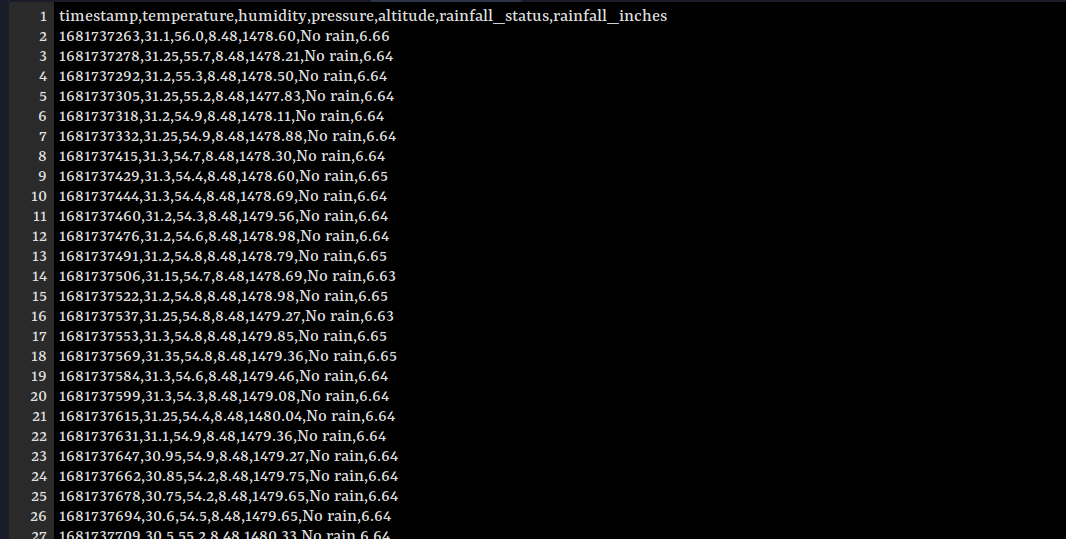 1 timestamp,temperature,humidity,pressure,altitude,rainfall_status,rainfall_inches
2 1681737263,31.1,56.0,8.48,1478.60,No rain,6.66
3 1681737278,31.25,55.7,8.48,1478.21,No rain,6.64
4 1681737292,31.2,55.3,8.48,1478.50,No rain,6.64
5 1681737305,31.25,55.2,8.48,1477.83,No rain,6.64
6 1681737318,31.2,54.9,8.48,1478.11,No rain,6.64
7 1681737332,31.25,54.9,8.48,1478.88,No rain,6.64
8 1681737415,31.3,54.7,8.48,1478.30,No rain,6.64
9 1681737429,31.3,54.4,8.48,1478.60,No rain,6.65
10 1681737444,31.3,54.4,8.48,1478.69,No rain,6.64
11 1681737460,31.2,54.3,8.48,1479.56,No rain,6.64
12 1681737476,31.2,54.6,8.48,1478.98,No rain,6.64
13 1681737491,31.2,54.8,8.48,1478.79,No rain,6.65
14 1681737506,31.15,54.7,8.48,1478.69,No rain,6.63
15 1681737522,31.2,54.8,8.48,1478.98,No rain,6.65
16 1681737537,31.25,54.8,8.48,1479.27,No rain,6.63
17 1681737553,31.3,54.8,8.48,1479.85,No rain,6.65
18 1681737569,31.35,54.8,8.48,1479.36,No rain,6.65
19 1681737584,31.3,54.6,8.48,1479.46,No rain,6.64
20 1681737599,31.3,54.3,8.48,1479.08,No rain,6.64
21 1681737615,31.25,54.4,8.48,1480.04,No rain,6.64
22 1681737631,31.1,54.9,8.48,1479.36,No rain,6.64
23 1681737647,30.95,54.9,8.48,1479.27,No rain,6.64
24 1681737662,30.85,54.2,8.48,1479.75,No rain,6.64
25 1681737678,30.75,54.2,8.48,1479.65,No rain,6.64
26 1681737694,30.6,54.5,8.48,1479.65,No rain,6.64
27 1681737709,30.5,55.2,8.48,1480.33,No rain,6.64